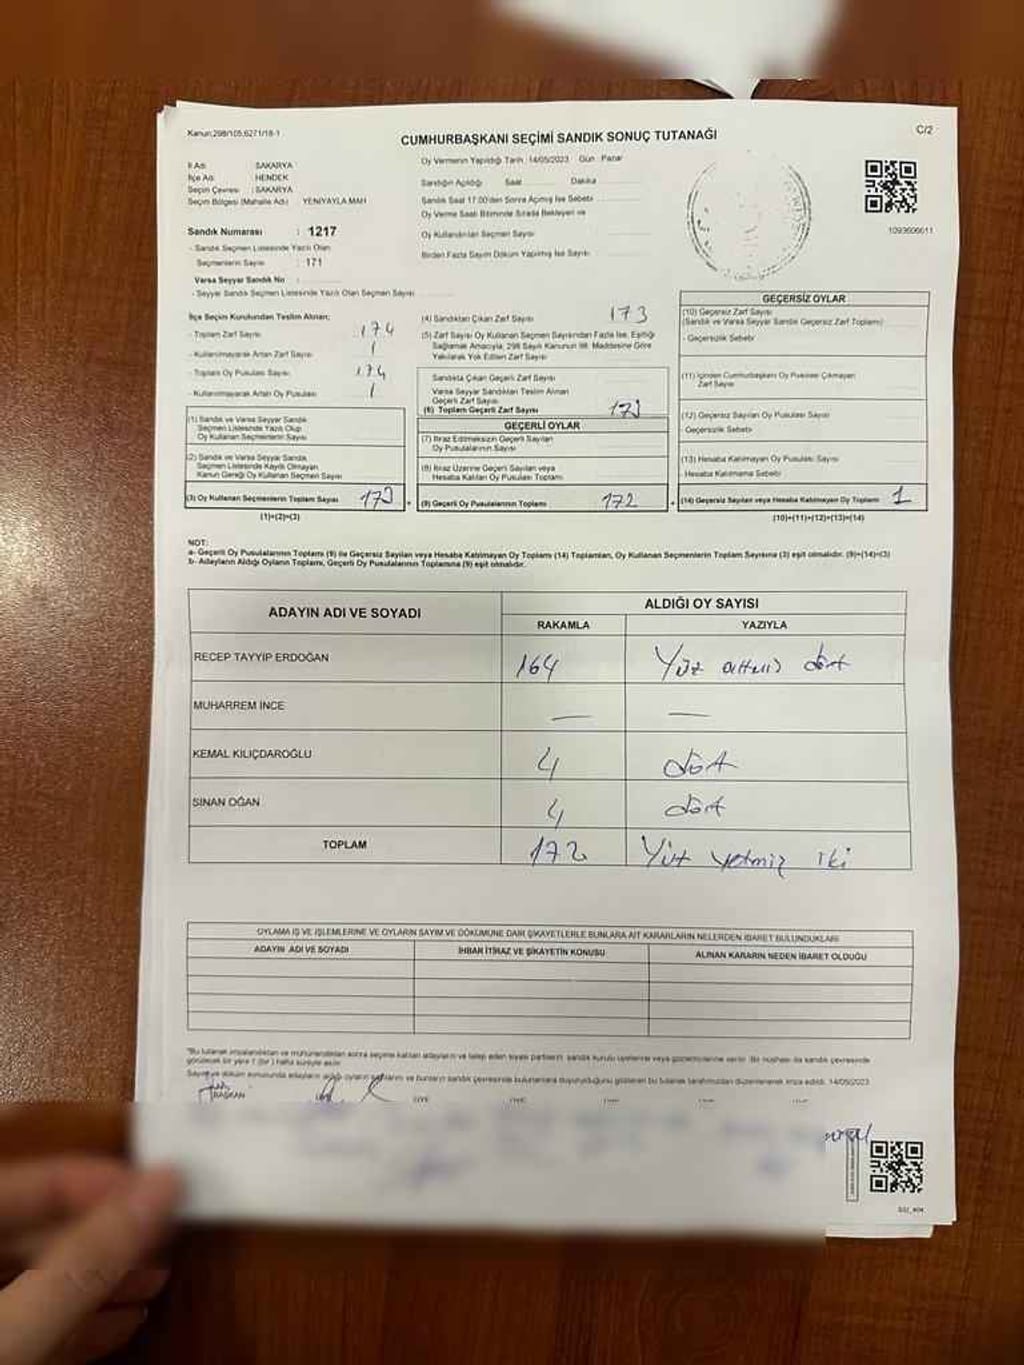 Kanun;298/105,6271/18-1
CUMHURBAŞKANI SEÇİMİ SANDIK SONUÇ TUTANAĞI
C/2
İl Adı SAKARYA
İlçe Adı HENDEK
Seçim Çevresi : SAKARYA
Seçim Bölgesi (Mahalle Adı) YENİYAYLA MAH
Sandık Numarası : 1217
- Sandık Seçmen Listesinde Yazılı Olan
Seçmenlerin Sayısı : 171
Varsa Seyyar Sandık No :
- Seyyar Sandık Seçmen Listesinde Yazılı Olan Seçmen Sayısı
Oy Vermenin Yapıldığı Tarih : 14/05/2023 Gün : Pazar
Sandığın Açıldığı Saat Dakika
Sandık Saat 17.00'den Sonra Açılmış İse Sebebi
Oy Verme Saati Bitiminde Sırada Bekleyen ve
Oy Kullandırılan Seçmen Sayısı
Birden Fazla Sayım Döküm Yapılmış İse Sayısı
1093606611
İlçe Seçim Kurulundan Teslim Alınan;
- Toplam Zarf Sayısı 174
- Kullanılmayarak Artan Zarf Sayısı 1
- Toplam Oy Pusulası Sayısı 174
- Kullanılmayarak Artan Oy Pusulası 1
(4) Sandıktan Çıkan Zarf Sayısı 173
(5) Zarf Sayısı Oy Kullanan Seçmen Sayısından Fazla İse, Eşitliği
Sağlamak Amacıyla; 298 Sayılı Kanunun 98. Maddesine Göre
Yakılarak Yok Edilen Zarf Sayısı
Sandıkta Çıkan Geçerli Zarf Sayısı
Varsa Seyyar Sandıktan Teslim Alınan
Geçerli Zarf Sayısı
(6) Toplam Geçerli Zarf Sayısı 173
GEÇERSİZ OYLAR
(10) Geçersiz Zarf Sayısı
(Sandık ve Varsa Seyyar Sandık Geçersiz Zarf Toplamı)
- Geçersizlik Sebebi
(11) İçinden Cumhurbaşkanı Oy Pusulası Çıkmayan
Zarf Sayısı
(12) Geçersiz Sayılan Oy Pusulası Sayısı
- Geçersizlik Sebebi
(13) Hesaba Katılmayan Oy Pusulası Sayısı
- Hesaba Katılmama Sebebi
(14) Geçersiz Sayılan veya Hesaba Katılmayan Oy Toplamı 1
(10)+(11)+(12)+(13)=(14)
(1) Sandık ve Varsa Seyyar Sandık
Seçmen Listesinde Yazılı Olup
Oy Kullanan Seçmenlerin Sayısı
(2) Sandık ve Varsa Seyyar Sandık
Seçmen Listesinde Kayıtlı Olmayan
Kanun Gereği Oy Kullanan Seçmen Sayısı
(3) Oy Kullanan Seçmenlerin Toplam Sayısı 173
(1)+(2)=(3)
GEÇERLİ OYLAR
(7) İtiraz Edilmeksizin Geçerli Sayılan
Oy Pusulalarının Sayısı
(8) İtiraz Üzerine Geçerli Sayılan veya
Hesaba Katılan Oy Pusulası Toplamı
(9) Geçerli Oy Pusulalarının Toplamı 172
NOT:
a- Geçerli Oy Pusulalarının Toplamı (9) ile Geçersiz Sayılan veya Hesaba Katılmayan Oy Toplamı (14) Toplamları, Oy Kullanan Seçmenlerin Toplam Sayısına (3) eşit olmalıdır. (9)+(14)=(3)
b- Adayların Aldığı Oyların Toplamı, Geçerli Oy Pusulalarının Toplamına (9) eşit olmalıdır.
ADAYIN ADI VE SOYADI ALDIĞI OY SAYISI
RAKAMLA YAZIYLA
RECEP TAYYİP ERDOĞAN 164 Yüz altmış dört
MUHARREM İNCE — —
KEMAL KILIÇDAROĞLU 4 dört
SİNAN OĞAN 4 dört
TOPLAM 172 Yüz yetmiş iki
OYLAMA İŞ VE İŞLEMLERİNE VE OYLARIN SAYIM VE DÖKÜMÜNE DAİR ŞİKAYETLERLE BUNLARA AİT KARARLARIN NELERDEN İBARET BULUNDUKLARI
ADAYIN ADI VE SOYADI İHBAR İTİRAZ VE ŞİKAYETİN KONUSU ALINAN KARARIN NEDEN İBARET OLDUĞU
*Bu tutanak imzalandıktan ve mühürlendikten sonra seçime katılan adayların ve talep eden siyasi partilerin sandık kurulu üyelerine veya gözlemcilerine verilir. Bir nüshası da sandık çevresinde
görülecek bir yere 1 (bir) hafta süreyle asılır.
Sayım ve döküm sonucunda adayların aldığı oyların sayılarını ve bunların sandık çevresinde bulunanlara duyurulduğunu gösteren bu tutanak tarafımızdan düzenlenerek imza edildi. 14/05/2023
BAŞKAN ÜYE ÜYE ÜYE ÜYE ÜYE